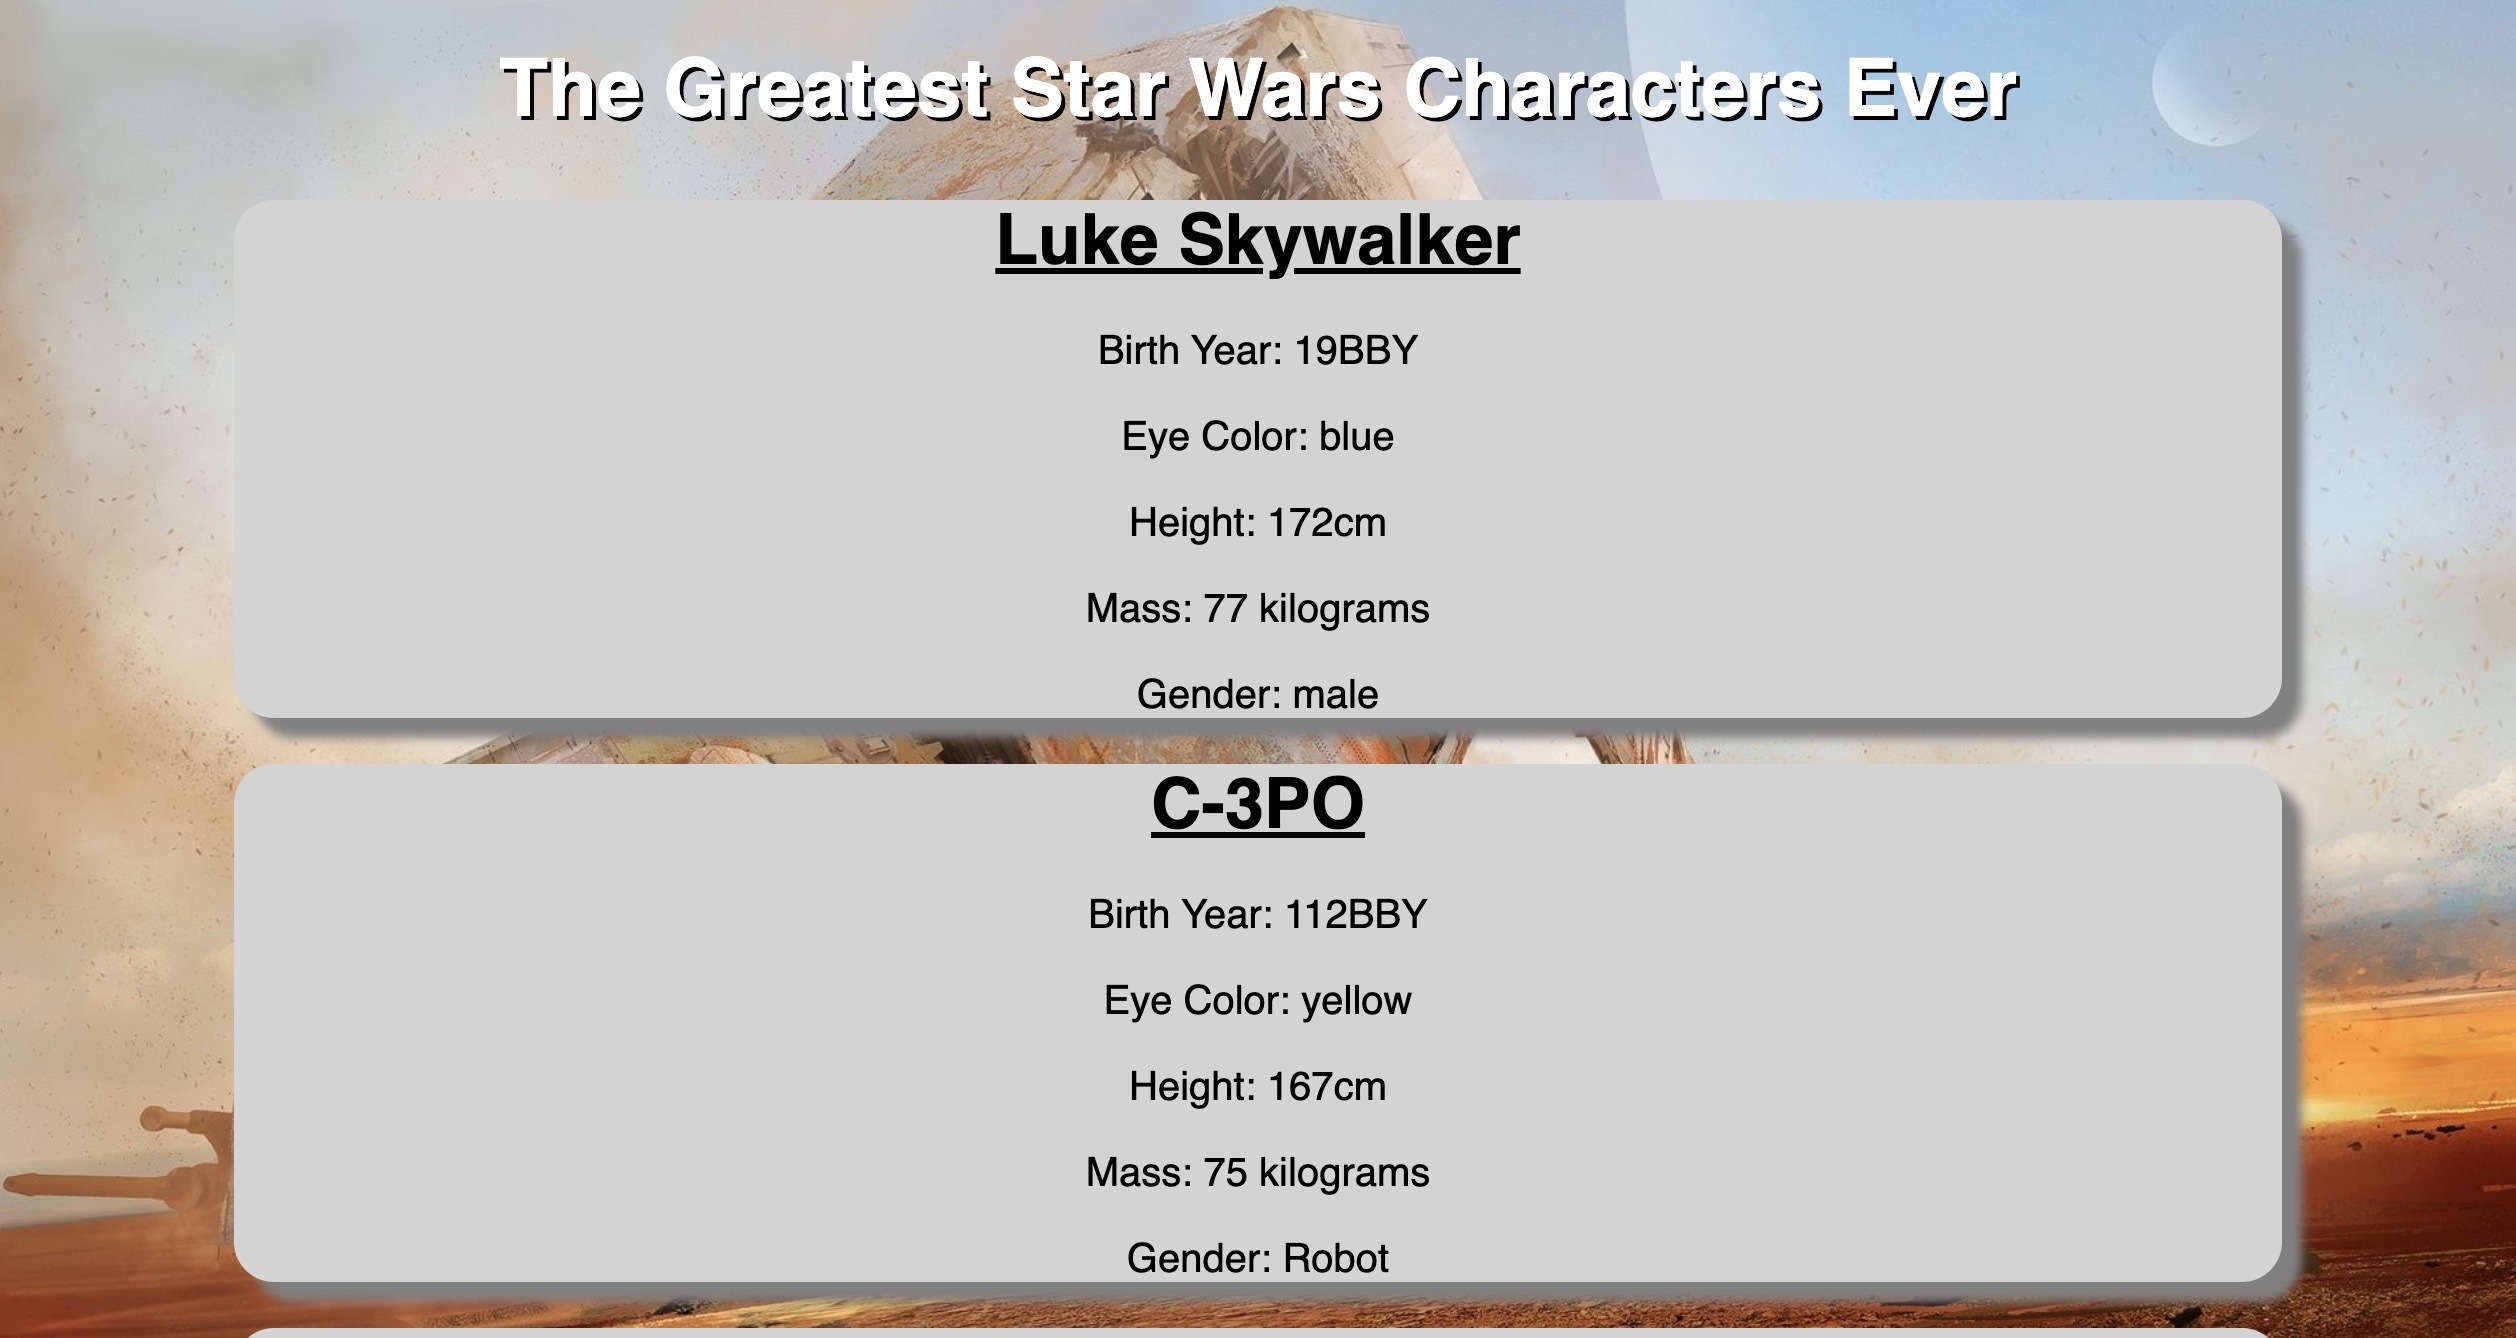 The Greatest Star Wars Characters Ever
Luke Skywalker
Birth Year: 19BBY
Eye Color: blue
Height: 172cm
Mass: 77 kilograms
Gender: male
C-3PO
Birth Year: 112BBY
Eye Color: yellow
Height: 167cm
Mass: 75 kilograms
Gender: Robot